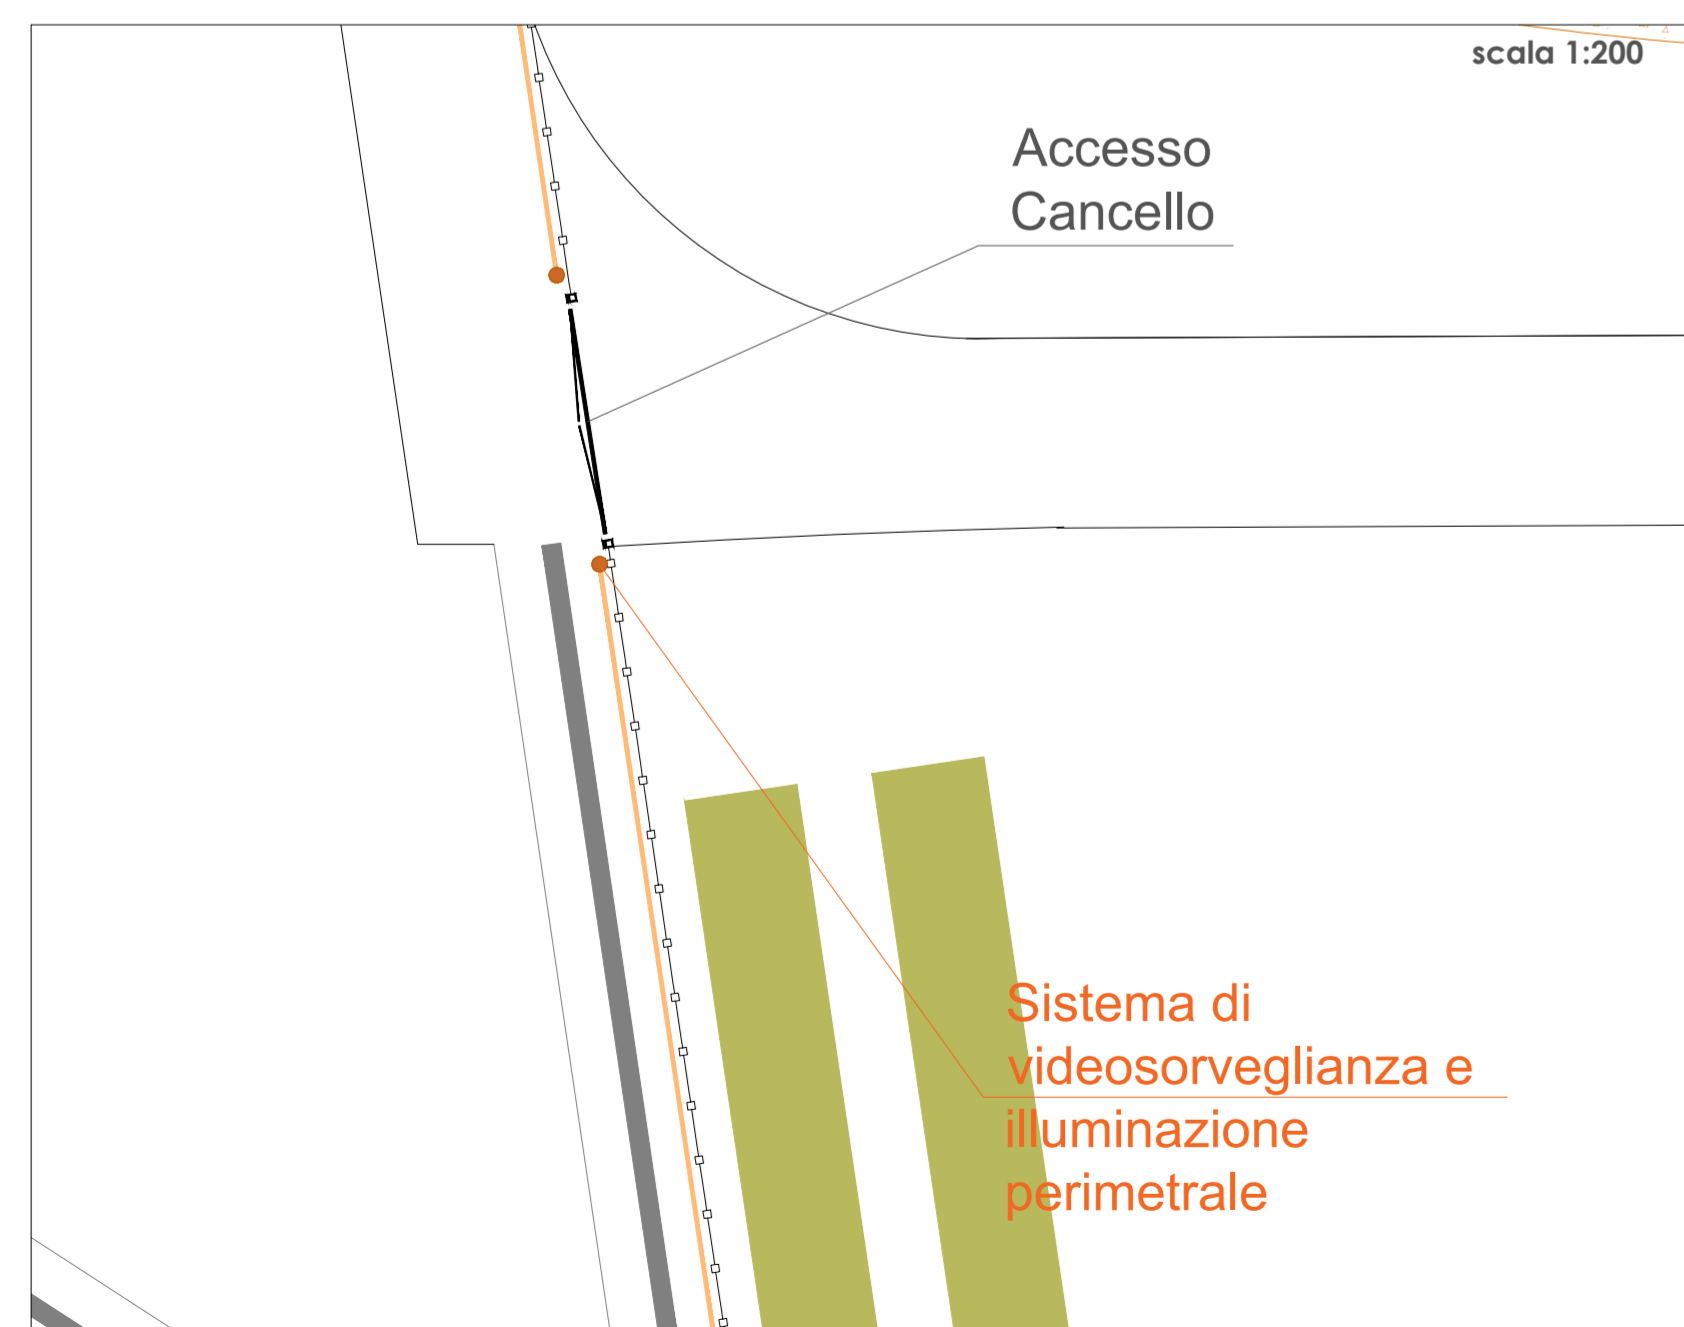 scala 1:200
Accesso
Cancello
Sistema di
videosorveglianza e
illuminazione
perimetrale